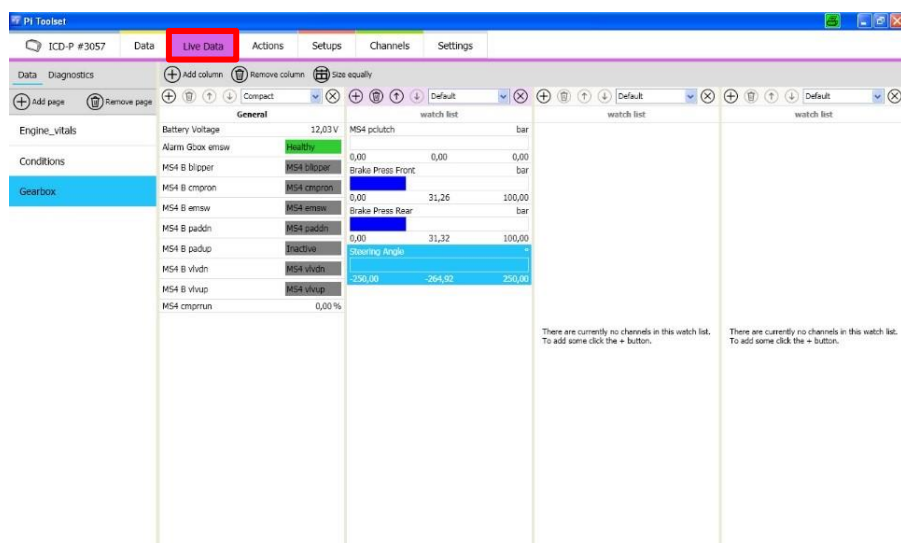 Pi Toolset
ICD-P #3057 Data Live Data Actions Setups Channels Settings
Data Diagnostics
Add column Remove column Size equally
Add page Remove page
Compact Default Default Default
General watch list watch list watch list
Engine_vitals
Conditions
Gearbox
Battery Voltage 12,03 V
Alarm Gbox emsw Healthy
MS4 B blipper MS4 blipper
MS4 B cmpron MS4 cmpron
MS4 B emsw MS4 emsw
MS4 B paddn MS4 paddn
MS4 B padup Inactive
MS4 B vlvdn MS4 vlvdn
MS4 B vlvup MS4 vlvup
MS4 cmprrun 0,00 %
MS4 pclutch bar
0,00 0,00 0,00
Brake Press Front bar
0,00 31,26 100,00
Brake Press Rear bar
0,00 31,32 100,00
Steering Angle °
-250,00 -264,92 250,00
There are currently no channels in this watch list.
To add some click the + button.
There are currently no channels in this watch list.
To add some click the + button.